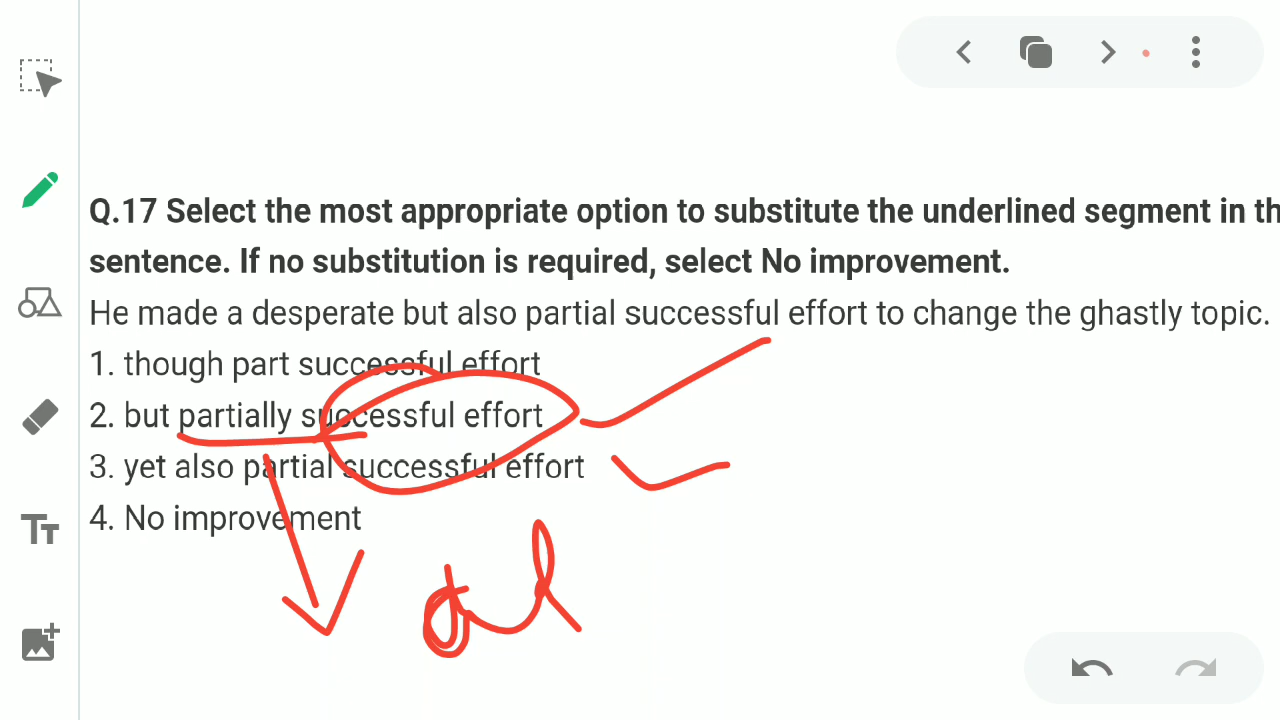 Q.17 Select the most appropriate option to substitute the underlined segment in th
sentence. If no substitution is required, select No improvement.
He made a desperate but also partial successful effort to change the ghastly topic.
1. though part successful effort
2. but partially successful effort
3. yet also partial successful effort
4. No improvement